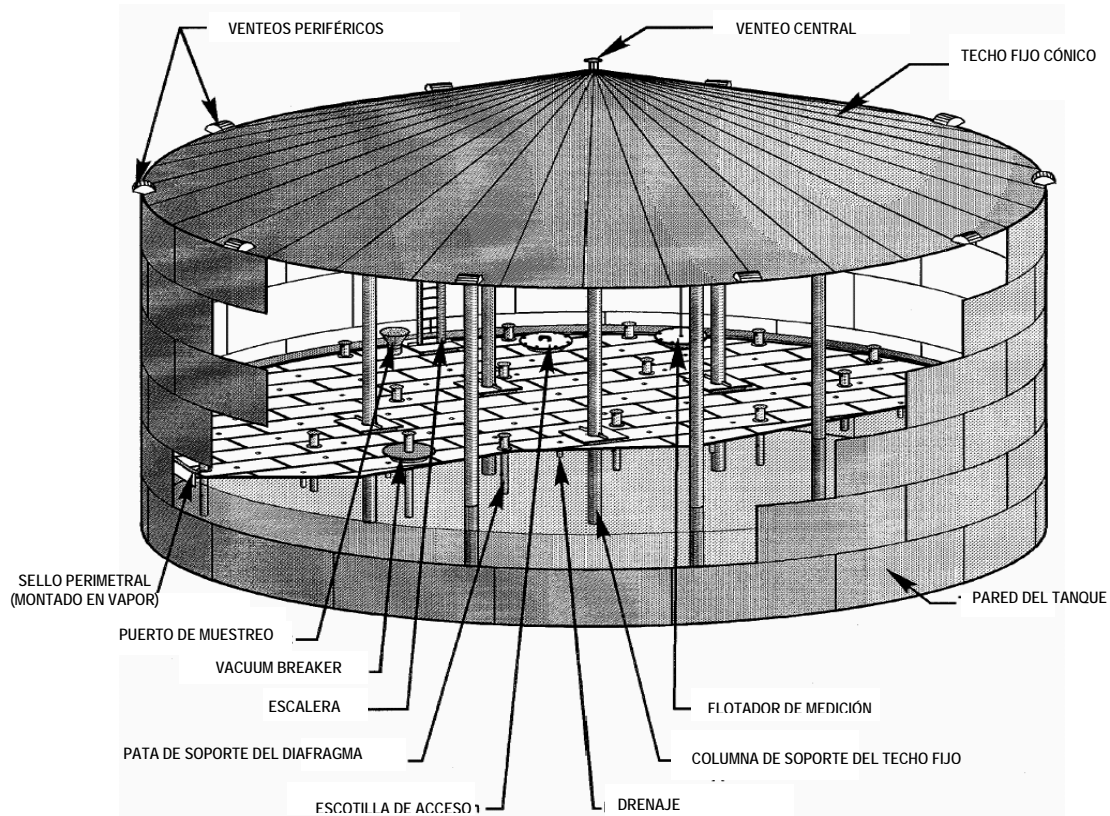 VENTEOS PERIFÉRICOS
VENTEO CENTRAL
TECHO FIJO CÓNICO
SELLO PERIMETRAL
(MONTADO EN VAPOR)
PARED DEL TANQUE
PUERTO DE MUESTREO
VACUUM BREAKER
ESCALERA
FLOTADOR DE MEDICIÓN
PATA DE SOPORTE DEL DIAFRAGMA
COLUMNA DE SOPORTE DEL TECHO FIJO
ESCOTILLA DE ACCESO
DRENAJE